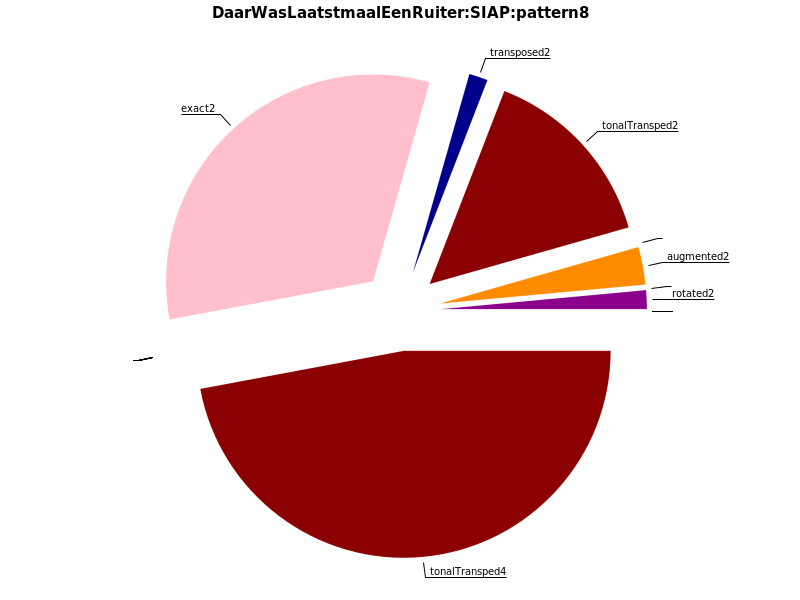 DaarWasLaatstmaalEenRuiter:SIAP:pattern8
transposed2
exact2
tonalTransped2
augmented2
rotated2
tonalTransped4